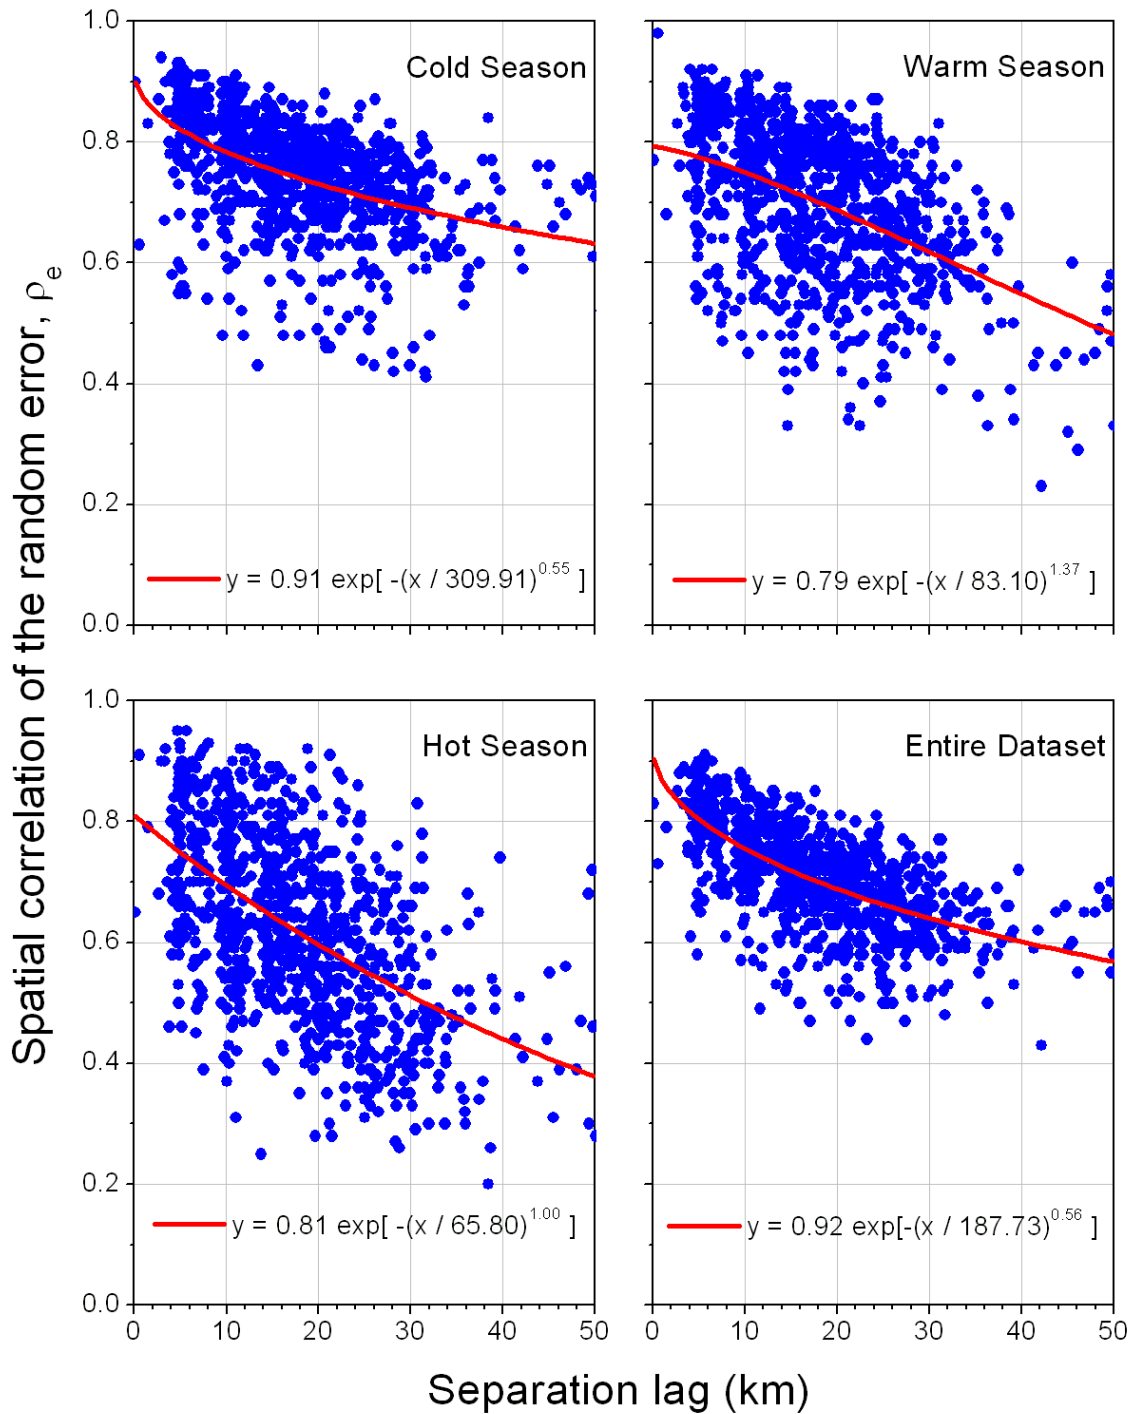 Spatial correlation of the random error, ρe
1.0
0.8
0.6
0.4
0.2
0.0
Cold Season
y = 0.91 exp[ -(x / 309.91)^0.55 ]
Warm Season
y = 0.79 exp[ -(x / 83.10)^1.37 ]
1.0
0.8
0.6
0.4
0.2
0.0
Hot Season
y = 0.81 exp[ -(x / 65.80)^1.00 ]
0 10 20 30 40 50
Entire Dataset
y = 0.92 exp[-(x / 187.73)^0.56 ]
0 10 20 30 40 50
Separation lag (km)